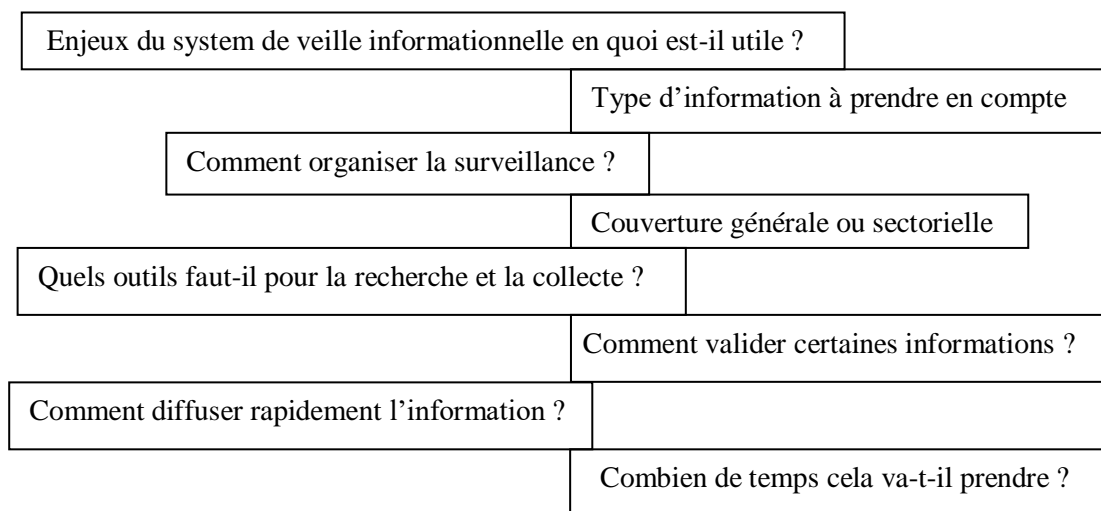 Enjeux du system de veille informationnelle en quoi est-il utile ?
Type d’information à prendre en compte
Comment organiser la surveillance ?
Couverture générale ou sectorielle
Quels outils faut-il pour la recherche et la collecte ?
Comment valider certaines informations ?
Comment diffuser rapidement l’information ?
Combien de temps cela va-t-il prendre ?